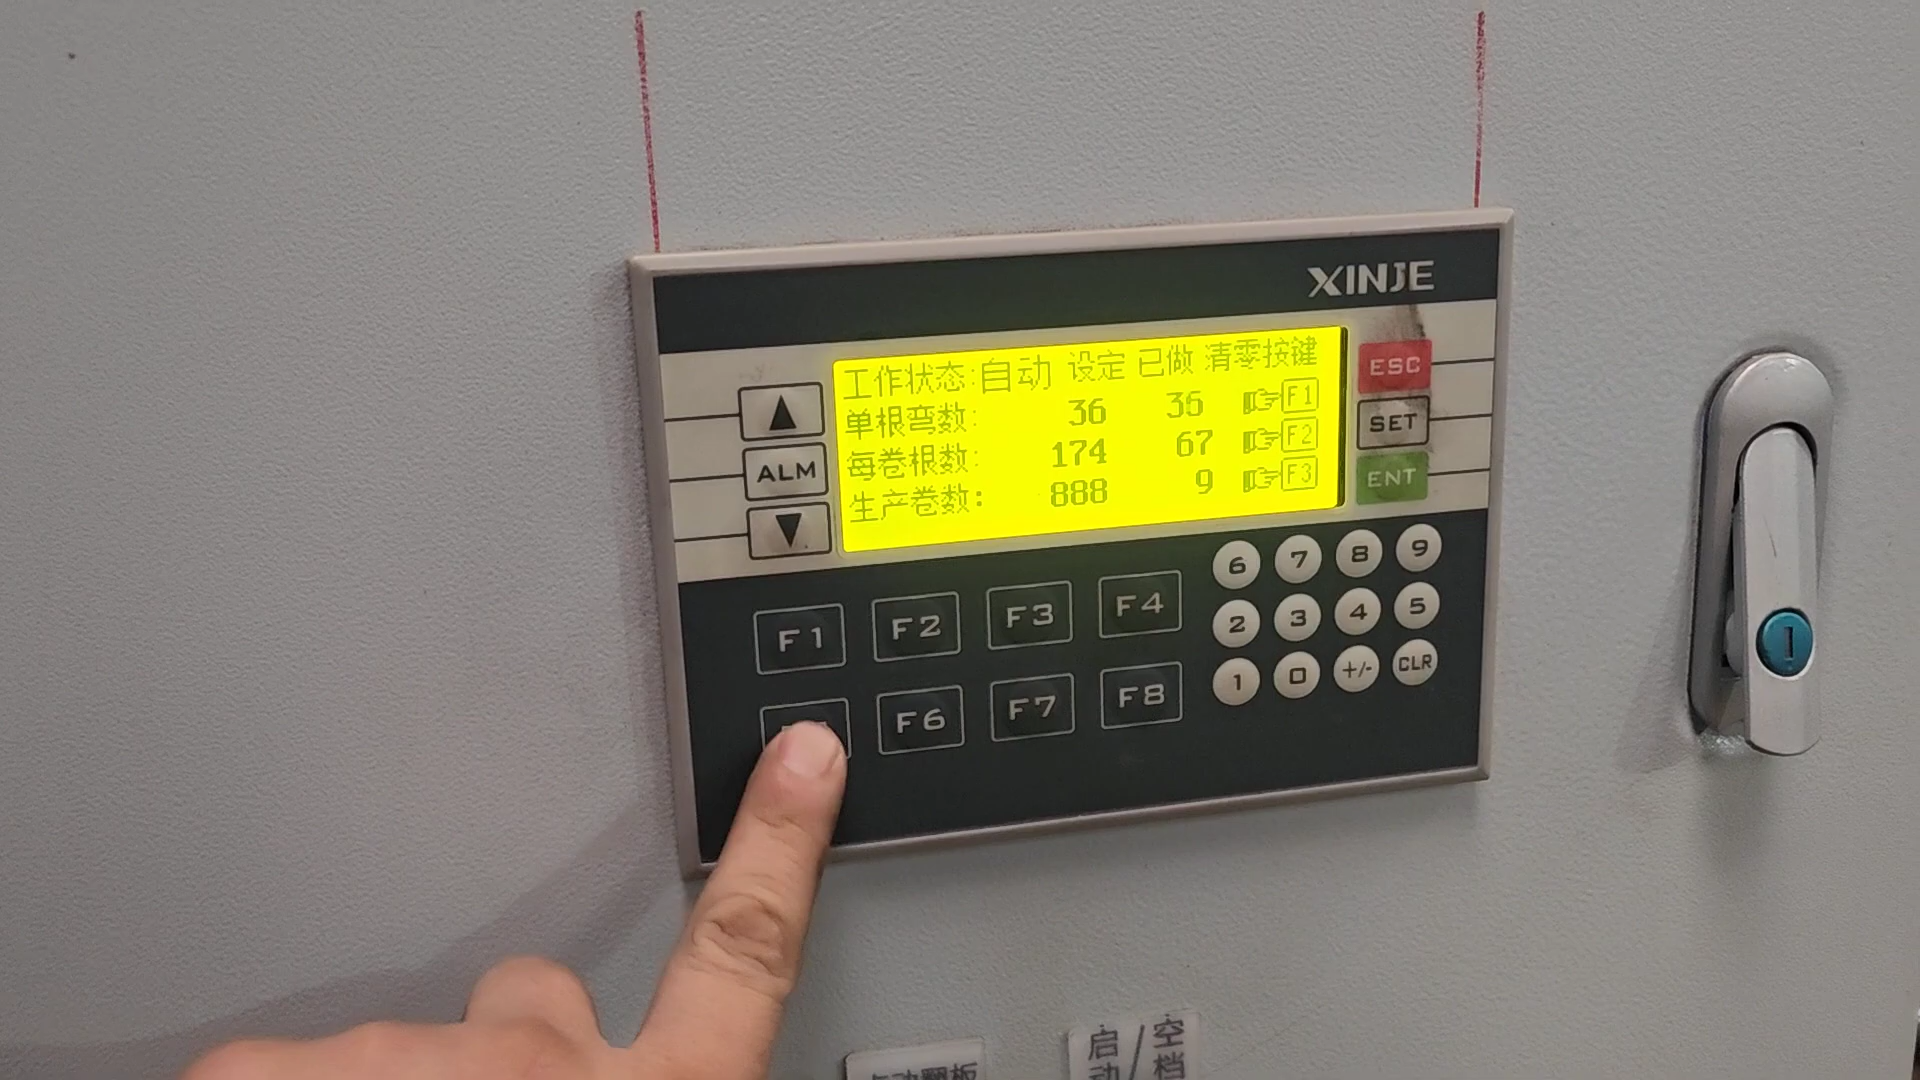 XINJE
工作状态:自动 设定 已做 清零按键
单根弯数: 36 36 F1
每卷根数: 174 67 F2
生产卷数: 888 9 F3
▲
ALM
▼
ESC
SET
ENT
F1 F2 F3 F4
F6 F7 F8
6 7 8 9
2 3 4 5
1 0 +/- CLR
启动/空档